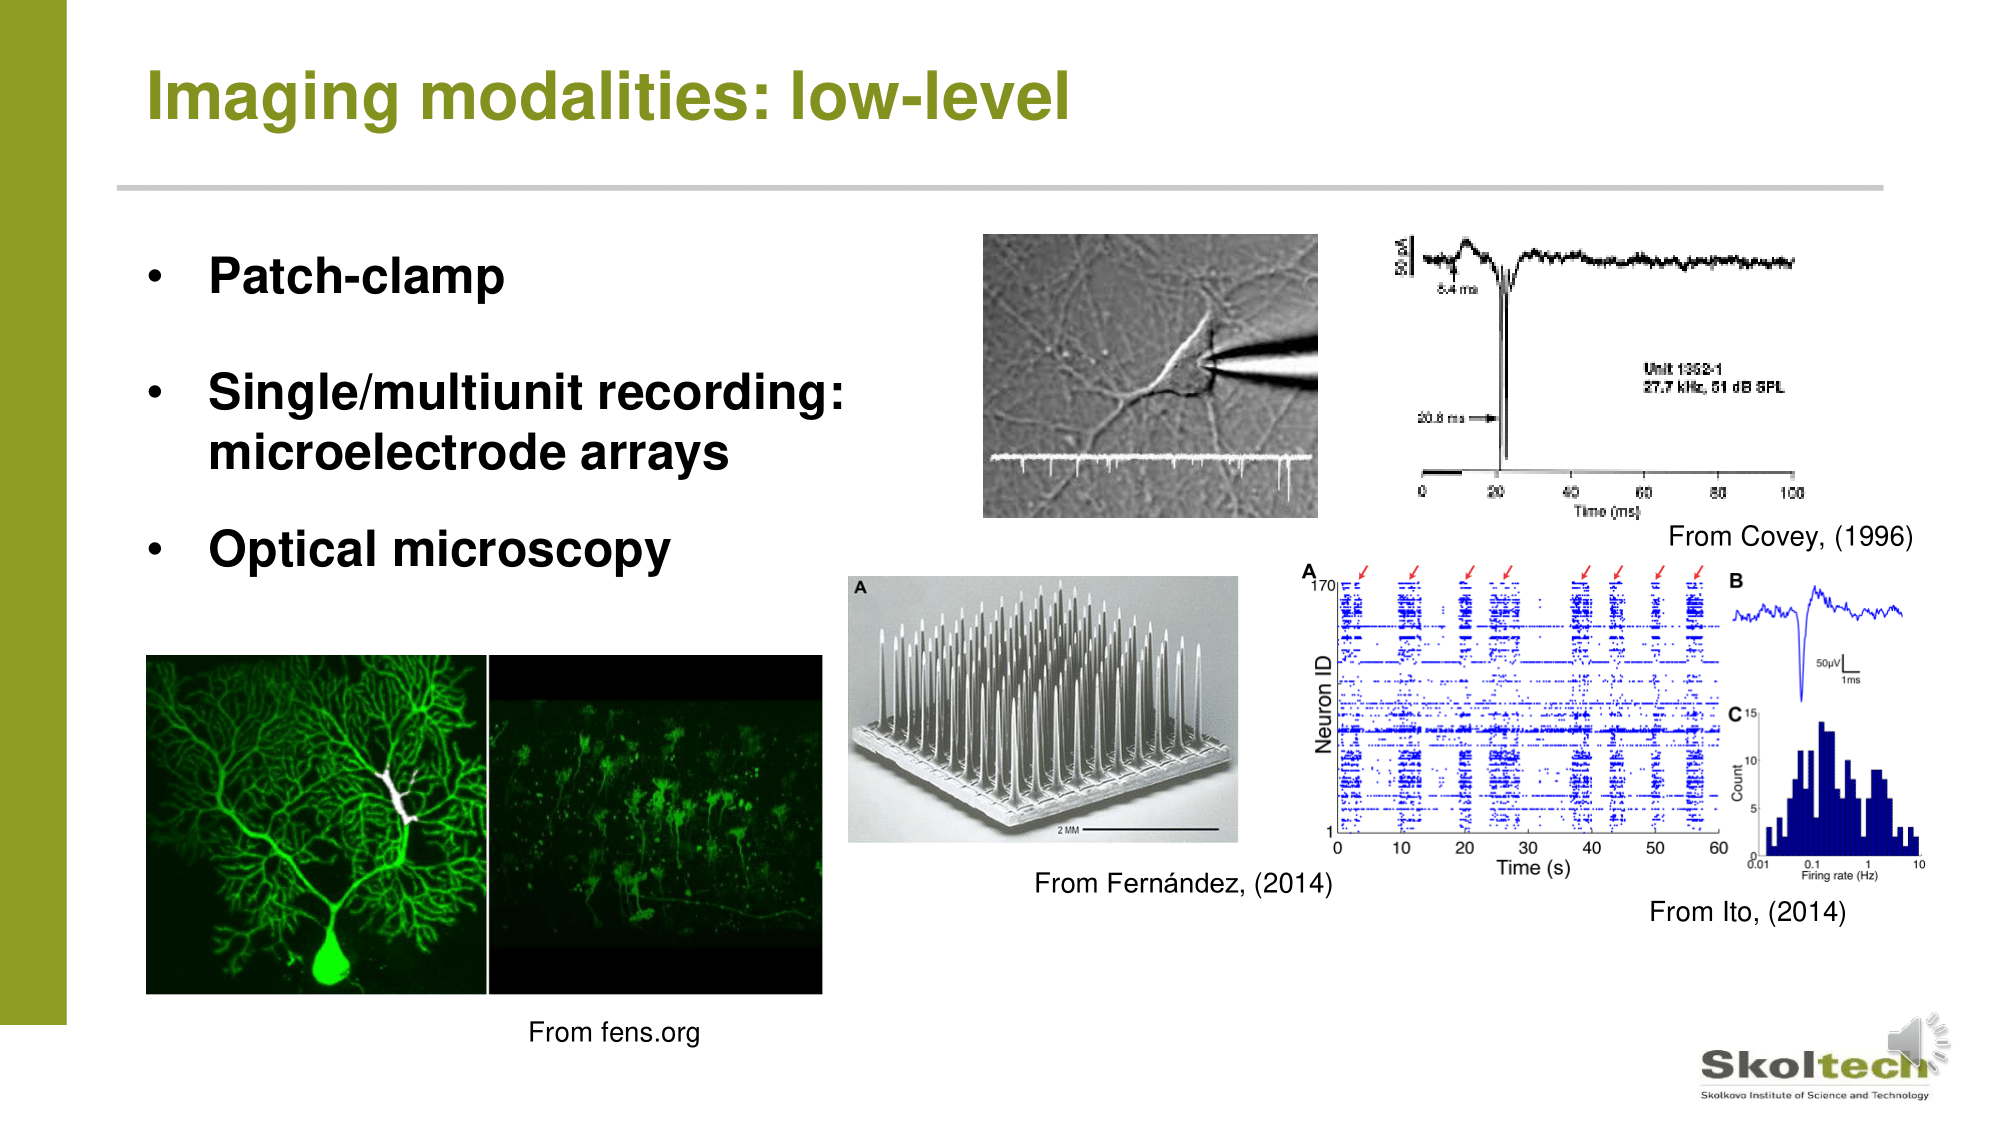 Imaging modalities: low-level
• Patch-clamp
• Single/multiunit recording:
microelectrode arrays
• Optical microscopy
50 pA
8.4 ms
Unit 1352-1
27.7 kHz, 51 dB SPL
20.8 ms
0 20 40 60 80 100
Time (ms)
From Covey, (1996)
A
2 MM
From Fernández, (2014)
A
170
Neuron ID
1
0 10 20 30 40 50 60
Time (s)
B
50µV
1ms
C
15
10
5
0
Count
0.01 0.1 1 10
Firing rate (Hz)
From Ito, (2014)
From fens.org
Skoltech
Skolkovo Institute of Science and Technology